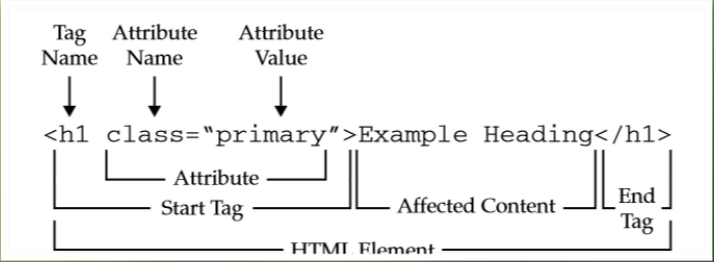 Tag Attribute Attribute
Name Name Value
<h1 class=“primary”>Example Heading</h1>
Attribute
Start Tag
Affected Content
End
Tag
HTML Element